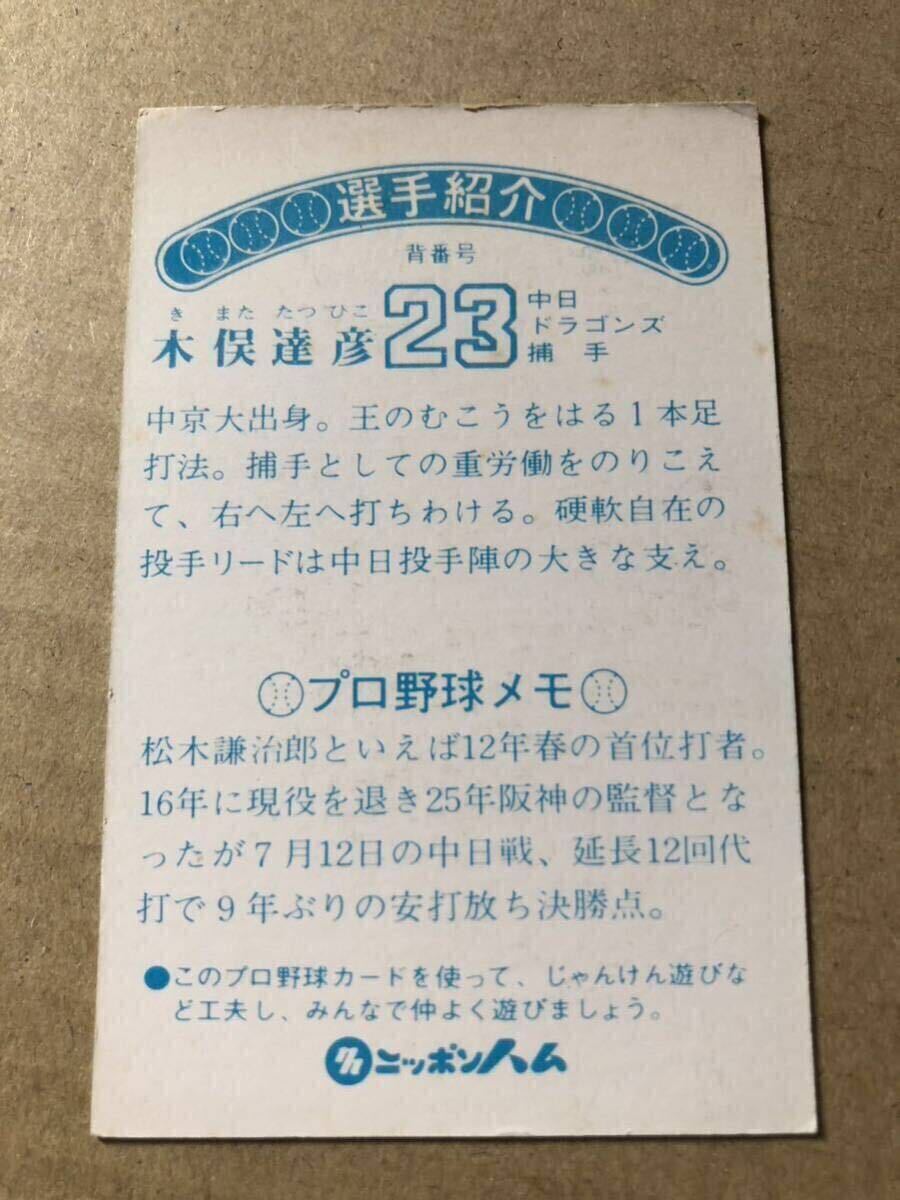 選手紹介
背番号
き また たつ ひこ
木俣達彦
23
中日
ドラゴンズ
捕手
中京大出身。王のむこうをはる1本足
打法。捕手としての重労働をのりこえ
て、右へ左へ打ちわける。硬軟自在の
投手リードは中日投手陣の大きな支え。
プロ野球メモ
松木謙治郎といえば12年春の首位打者。
16年に現役を退き25年阪神の監督とな
ったが7月12日の中日戦、延長12回代
打で9年ぶりの安打放ち決勝点。
●このプロ野球カードを使って、じゃんけん遊びな
ど工夫し、みんなで仲よく遊びましょう。
ニッポンハム